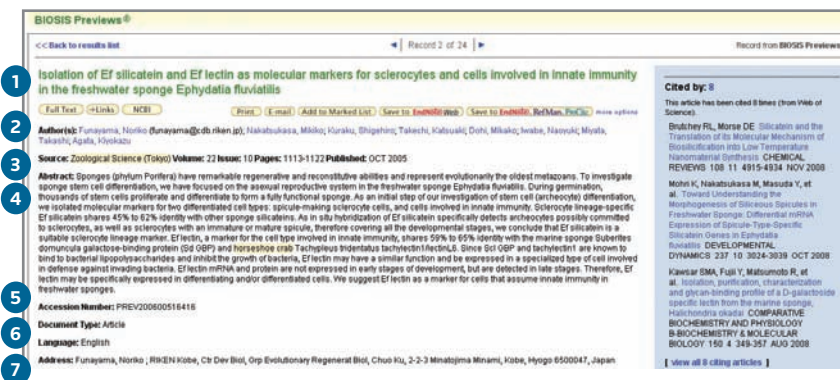 BIOSIS Previews®
<< Back to results list
Record 2 of 24
Record from BIOSIS Previews
1
Isolation of Ef silicatein and Ef lectin as molecular markers for sclerocytes and cells involved in innate immunity
in the freshwater sponge Ephydatia fluviatilis
Full Text +Links NCBI Print E-mail Add to Marked List Save to EndNote Web Save to EndNote, RefMan, ProCite more options
2
Author(s): Funayama, Noriko (funayama@cdb.riken.jp); Nakatsukasa, Mikiko; Kuraku, Shigehiro; Takechi, Katsuaki; Dohi, Mikako; Iwabe, Naoyuki; Miyata,
Takashi; Agata, Kiyokazu
3
Source: Zoological Science (Tokyo) Volume: 22 Issue: 10 Pages: 1113-1122 Published: OCT 2005
4
Abstract: Sponges (phylum Porifera) have remarkable regenerative and reconstitutive abilities and represent evolutionarily the oldest metazoans. To investigate
sponge stem cell differentiation, we have focused on the asexual reproductive system in the freshwater sponge Ephydatia fluviatilis. During germination,
thousands of stem cells proliferate and differentiate to form a fully functional sponge. As an initial step of our investigation of stem cell (archeocyte) differentiation,
we isolated molecular markers for two differentiated cell types: spicule-making sclerocyte cells, and cells involved in innate immunity. Sclerocyte lineage-specific
Ef silicatein shares 45% to 62% identity with other sponge silicateins. As in situ hybridization of Ef silicatein specifically detects archeocytes possibly committed
to sclerocytes, as well as sclerocytes with an immature or mature spicule, therefore covering all the developmental stages, we conclude that Ef silicatein is a
suitable sclerocyte lineage marker. Ef lectin, a marker for the cell type involved in innate immunity, shares 59% to 65% identity with the marine sponge Suberites
domuncula galactose-binding protein (Sd GBP) and horseshoe crab Tachypleus tridentatus tachylectin1/lectinL6. Since Scl GBP and tachylectin1 are known to
bind to bacterial lipopolysaccharides and inhibit the growth of bacteria, Ef lectin may have a similar function and be expressed in a specialized type of cell involved
in defense against invading bacteria. Ef lectin mRNA and protein are not expressed in early stages of development, but are detected in late stages. Therefore, Ef
lectin may be specifically expressed in differentiating and/or differentiated cells. We suggest Ef lectin as a marker for cells that assume innate immunity in
freshwater sponges.
5
Accession Number: PREV200600516416
Document Type: Article
6
Language: English
7
Address: Funayama, Noriko ; RIKEN Kobe, Ctr Dev Biol, Grp Evolutionary Regenerat Biol, Chuo Ku, 2-2-3 Minatojima Minami, Kobe, Hyogo 6500047, Japan
Cited by: 8
This article has been cited 8 times (from Web of
Science).
Brutchey RL, Morse DE Silicatein and the
Translation of its Molecular Mechanism of
Biosilicification into Low Temperature
Nanomaterial Synthesis CHEMICAL
REVIEWS 108 11 4915-4934 NOV 2008
Mohri K, Nakatsukasa M, Masuda Y, et
al. Toward Understanding the
Morphogenesis of Siliceous Spicules in
Freshwater Sponge: Differential mRNA
Expression of Spicule-Type-Specific
Silicatein Genes in Ephydatia
fluviatilis DEVELOPMENTAL
DYNAMICS 237 10 3024-3039 OCT 2008
Kawsar SMA, Fujii Y, Matsumoto R, et
al. Isolation, purification, characterization
and glycan-binding profile of a D-galactoside
specific lectin from the marine sponge,
Halichondria okadai COMPARATIVE
BIOCHEMISTRY AND PHYSIOLOGY
B-BIOCHEMISTRY & MOLECULAR
BIOLOGY 150 4 349-357 AUG 2008
[ view all 8 citing articles ]